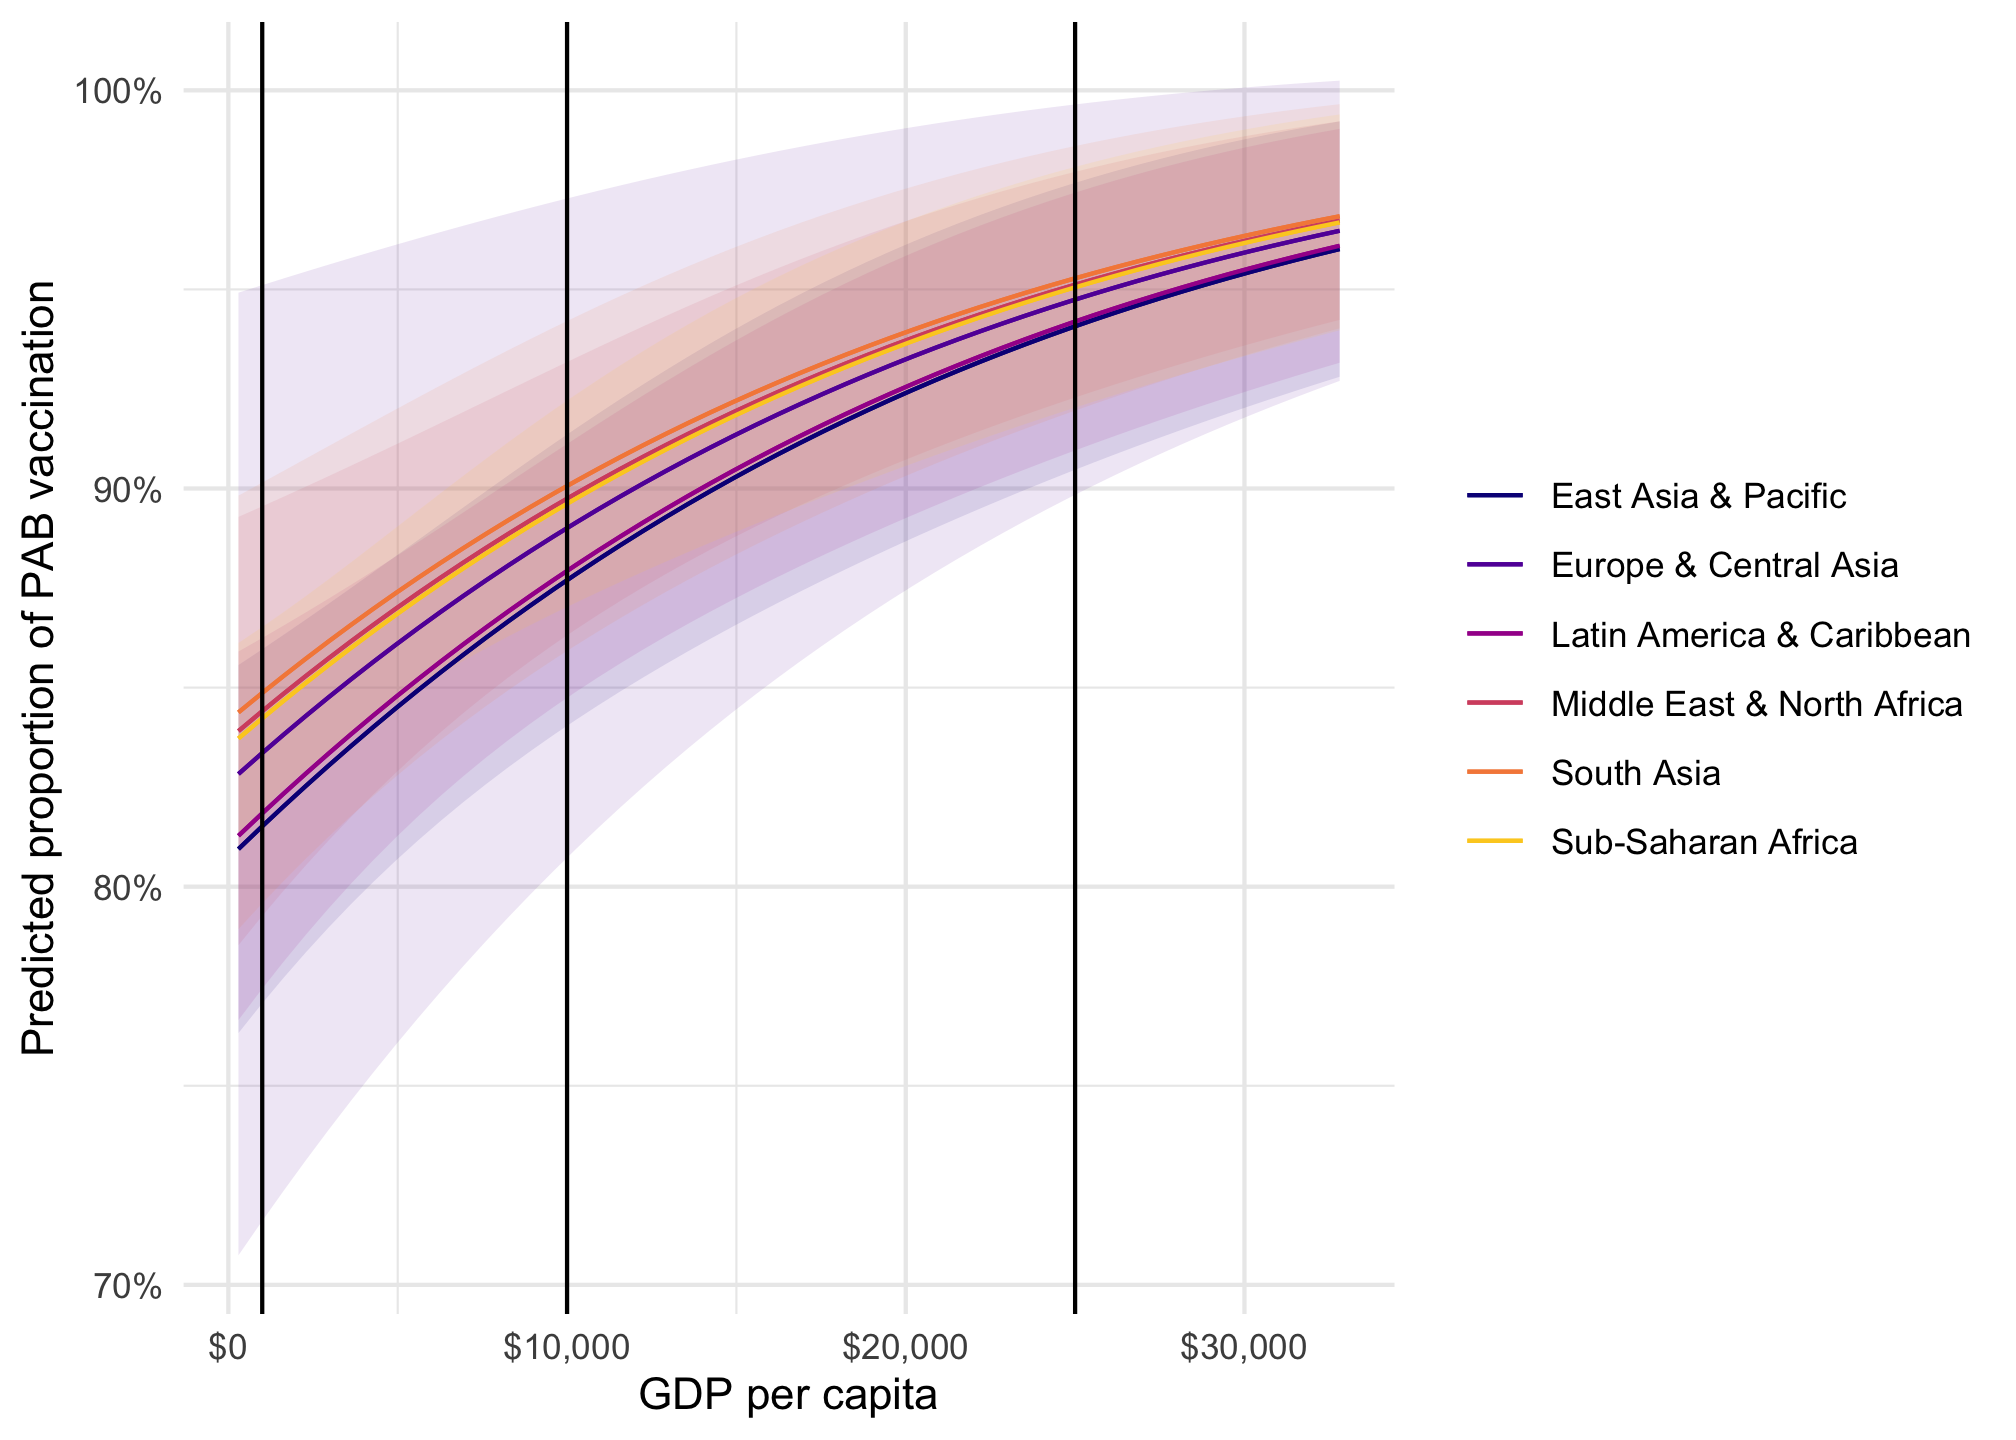 Predicted proportion of PAB vaccination
100%
90%
80%
70%
$0
$10,000
$20,000
$30,000
GDP per capita
East Asia & Pacific
Europe & Central Asia
Latin America & Caribbean
Middle East & North Africa
South Asia
Sub-Saharan Africa